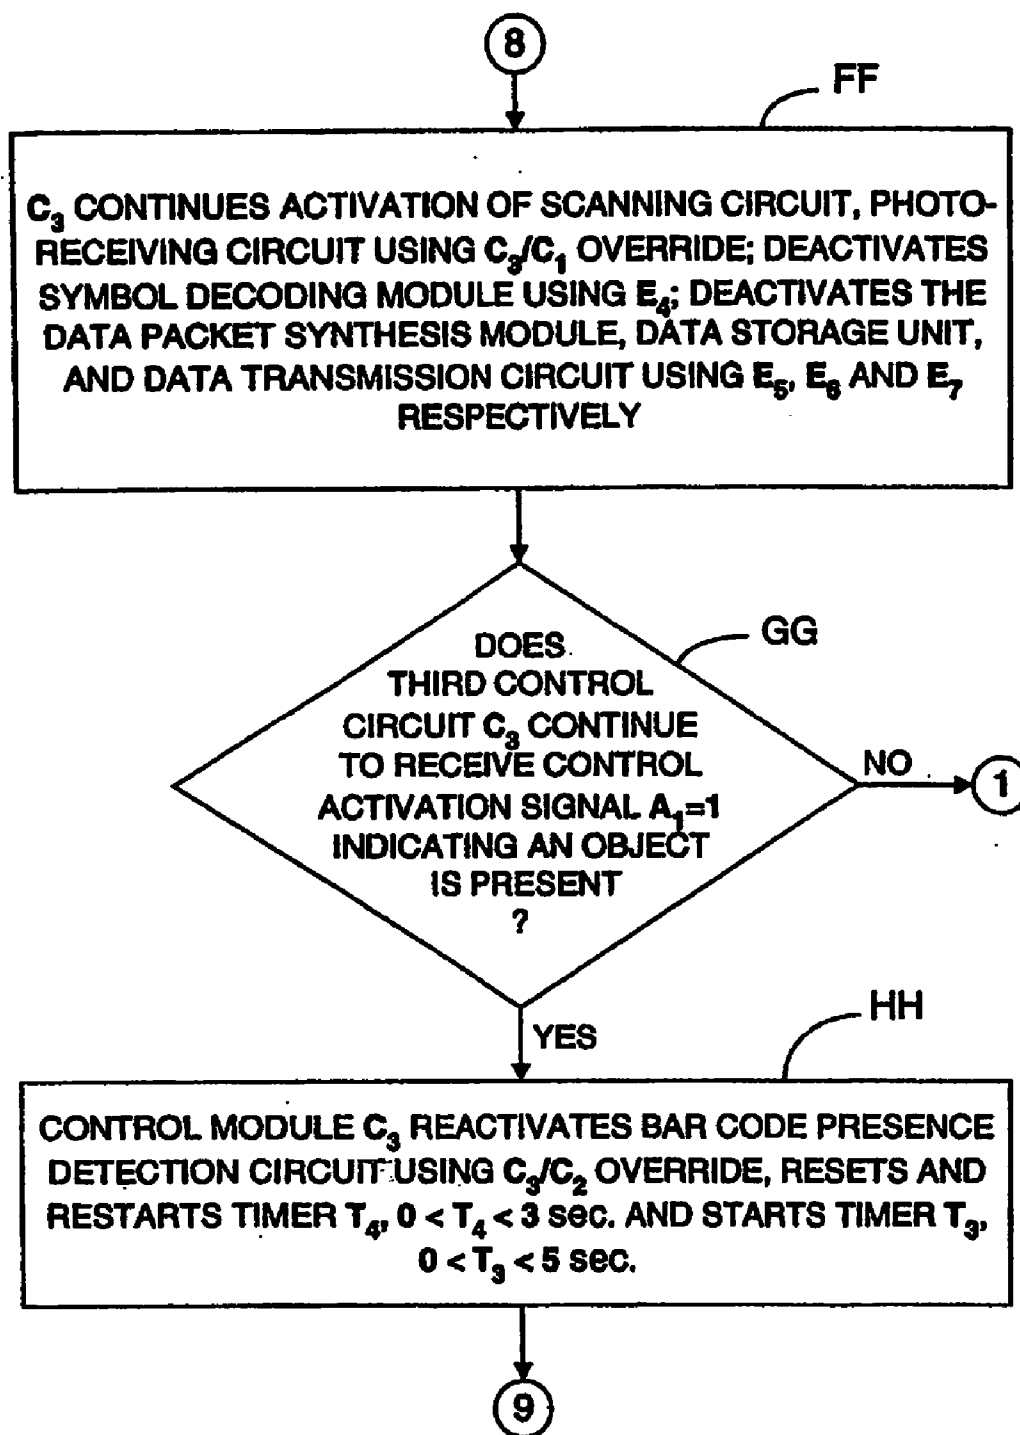 8
FF
C3 CONTINUES ACTIVATION OF SCANNING CIRCUIT, PHOTO-
RECEIVING CIRCUIT USING C3/C1 OVERRIDE; DEACTIVATES
SYMBOL DECODING MODULE USING E4; DEACTIVATES THE
DATA PACKET SYNTHESIS MODULE, DATA STORAGE UNIT,
AND DATA TRANSMISSION CIRCUIT USING E5, E6 AND E7
RESPECTIVELY
GG
DOES
THIRD CONTROL
CIRCUIT C3 CONTINUE
TO RECEIVE CONTROL
ACTIVATION SIGNAL A1=1
INDICATING AN OBJECT
IS PRESENT
?
NO
1
YES
HH
CONTROL MODULE C3 REACTIVATES BAR CODE PRESENCE
DETECTION CIRCUIT USING C3/C2 OVERRIDE, RESETS AND
RESTARTS TIMER T4, 0 < T4 < 3 sec. AND STARTS TIMER T3,
0 < T3 < 5 sec.
9